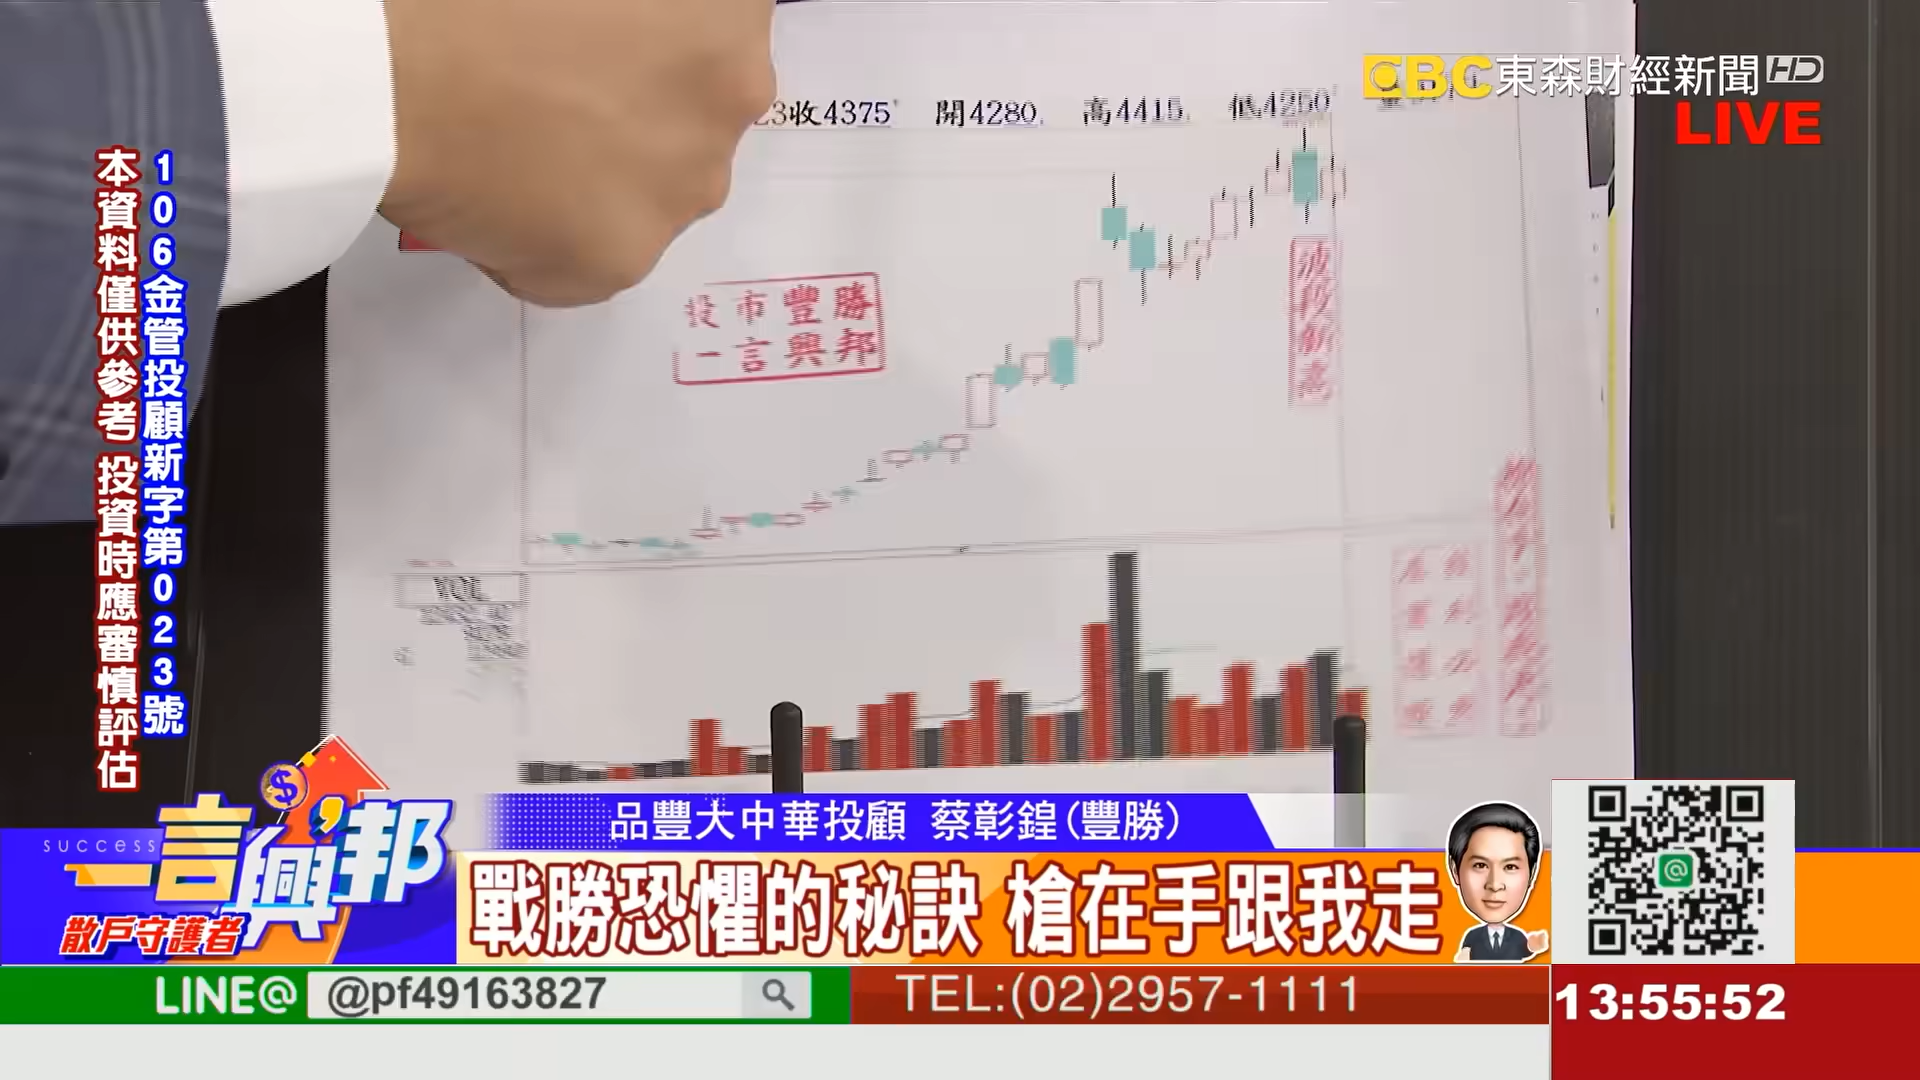 EBC東森財經新聞HD
LIVE
23收4375 開4280 高4415 低4250
106金管投顧新字第023號
本資料僅供參考 投資時應審慎評估
投市豐勝
一言興邦
波段新高
VOL
success
一言興邦
散戶守護者
品豐大中華投顧 蔡彰鍠(豐勝)
戰勝恐懼的秘訣 槍在手跟我走
LINE@ @pf49163827
TEL:(02)2957-1111
13:55:52